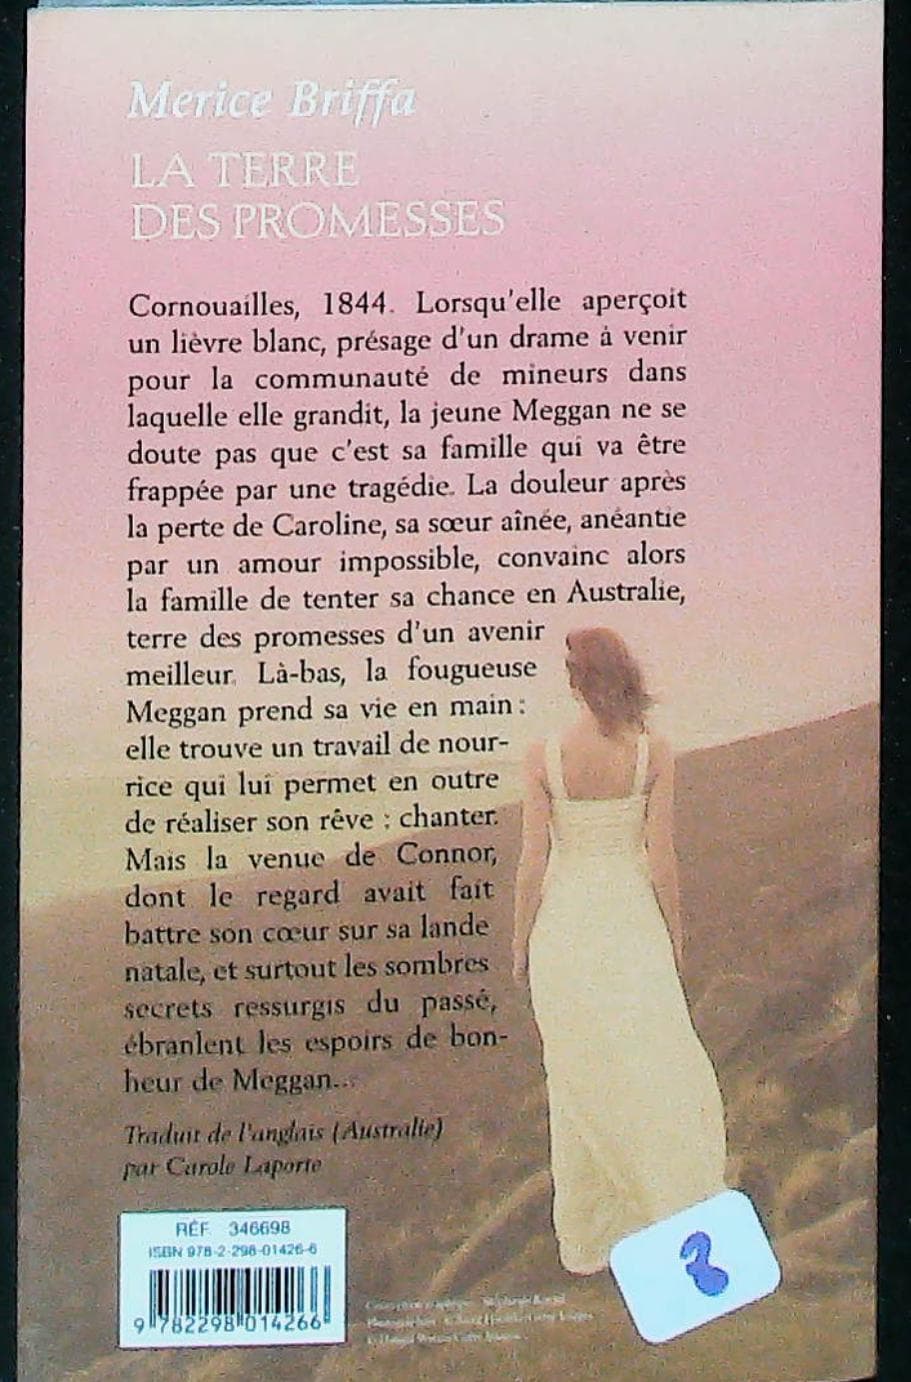 Merice Briffa
LA TERRE
DES PROMESSES
Cornouailles, 1844. Lorsqu'elle aperçoit
un lièvre blanc, présage d'un drame à venir
pour la communauté de mineurs dans
laquelle elle grandit, la jeune Meggan ne se
doute pas que c'est sa famille qui va être
frappée par une tragédie. La douleur après
la perte de Caroline, sa sœur aînée, anéantie
par un amour impossible, convainc alors
la famille de tenter sa chance en Australie,
terre des promesses d'un avenir
meilleur. Là-bas, la fougueuse
Meggan prend sa vie en main :
elle trouve un travail de nour-
rice qui lui permet en outre
de réaliser son rêve : chanter.
Mais la venue de Connor,
dont le regard avait fait
battre son cœur sur sa lande
natale, et surtout les sombres
secrets ressurgis du passé,
ébranlent les espoirs de bon-
heur de Meggan...
Traduit de l'anglais (Australie)
par Carole Laporte
RÉF. 346698
ISBN 978-2-298-01426-6
9 782298 014266